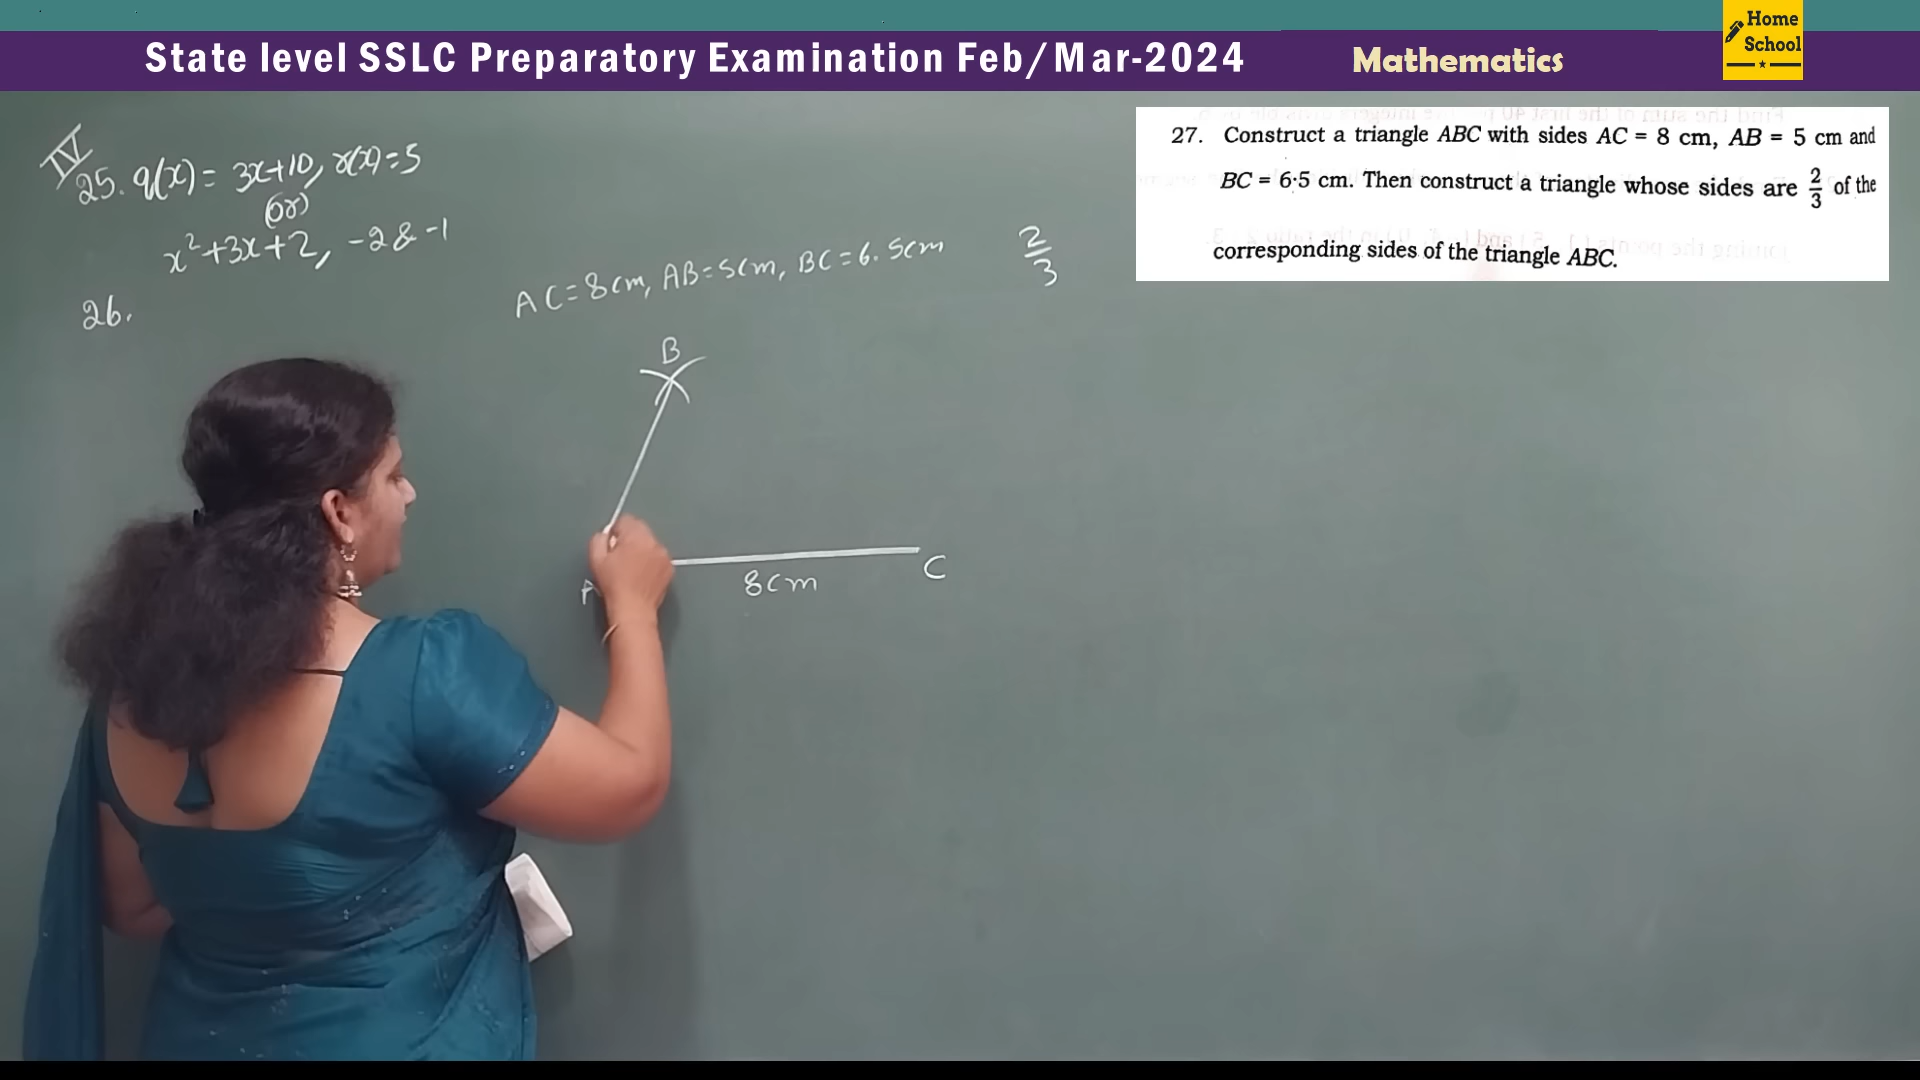 State level SSLC Preparatory Examination Feb/Mar-2024
Mathematics
Home
School
27. Construct a triangle ABC with sides AC = 8 cm, AB = 5 cm and
BC = 6·5 cm. Then construct a triangle whose sides are 2/3 of the
corresponding sides of the triangle ABC.
IV
25. q(x) = 3x+10, r(x) = 5
(or)
x²+3x+2, -2 & -1
26.
AC = 8cm, AB = 5cm, BC = 6.5cm 2/3
B
A
8cm
C